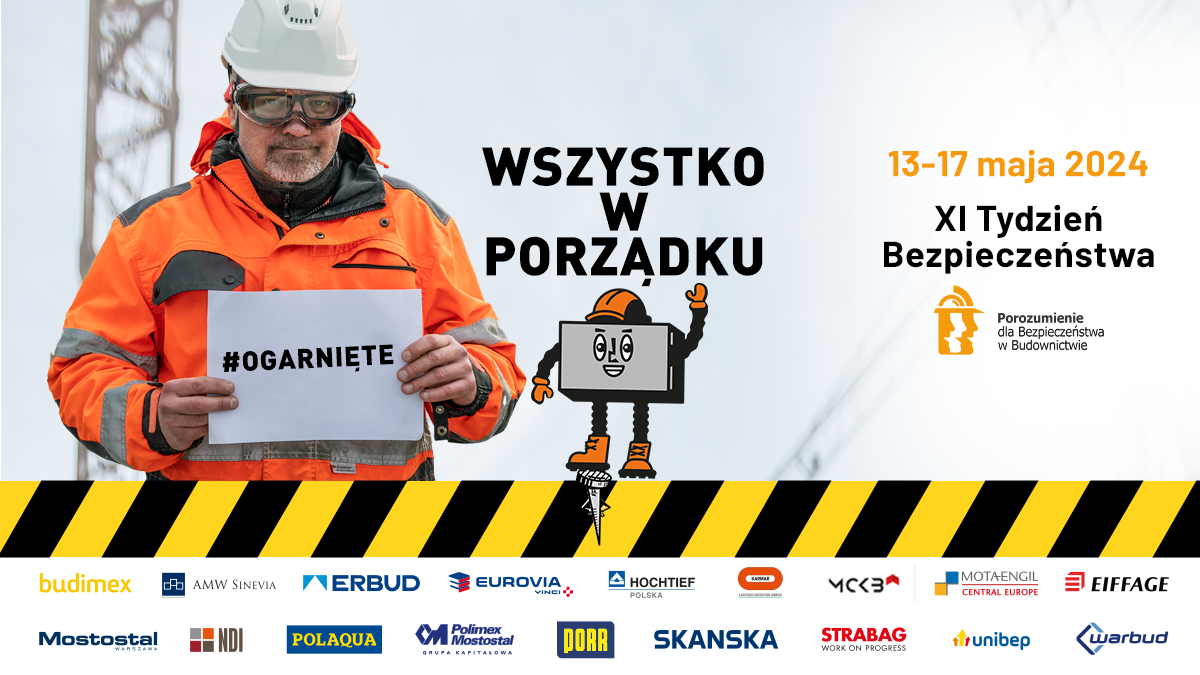 WSZYSTKO
W
PORZĄDKU
#OGARNIĘTE
13-17 maja 2024
XI Tydzień
Bezpieczeństwa
Porozumienie
dla Bezpieczeństwa
w Budownictwie
budimex
AMW SINEVIA
ERBUD
EUROVIA
VINCI
HOCHTIEF
POLSKA
KARMAR
MCKB
MOTA-ENGIL
CENTRAL EUROPE
EIFFAGE
Mostostal
WARSZAWA
NDI
POLAQUA
Polimex
Mostostal
GRUPA KAPITAŁOWA
PORR
SKANSKA
STRABAG
WORK ON PROGRESS
unibep
warbud